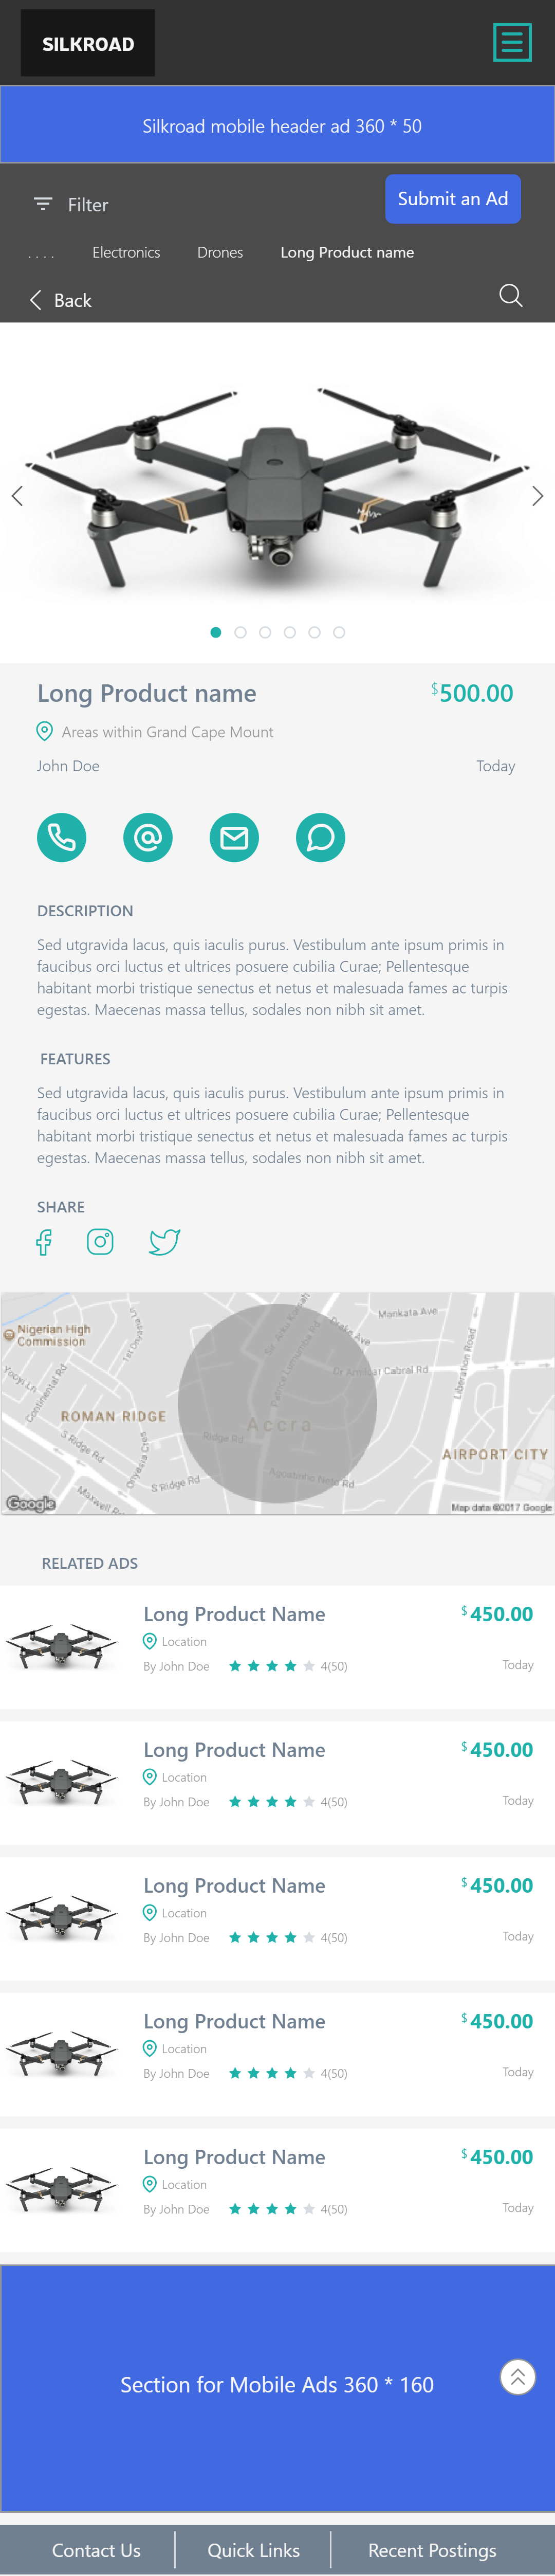 SILKROAD
Silkroad mobile header ad 360 * 50
Filter
Submit an Ad
. . . .
Electronics
Drones
Long Product name
Back
Long Product name
$500.00
Areas within Grand Cape Mount
John Doe
Today
DESCRIPTION
Sed utgravida lacus, quis iaculis purus. Vestibulum ante ipsum primis in
faucibus orci luctus et ultrices posuere cubilia Curae; Pellentesque
habitant morbi tristique senectus et netus et malesuada fames ac turpis
egestas. Maecenas massa tellus, sodales non nibh sit amet.
FEATURES
Sed utgravida lacus, quis iaculis purus. Vestibulum ante ipsum primis in
faucibus orci luctus et ultrices posuere cubilia Curae; Pellentesque
habitant morbi tristique senectus et netus et malesuada fames ac turpis
egestas. Maecenas massa tellus, sodales non nibh sit amet.
SHARE
Nigerian High
Commission
Mankata Ave
Drake Ave
Liberation Road
Continental Rd
ROMAN RIDGE
Accra
Ridge Rd
S Ridge Rd
S Ridge Rd
AIRPORT CITY
Maxwell Rd
Google
Map data ©2017 Google
RELATED ADS
Long Product Name
$450.00
Location
By John Doe
4(50)
Today
Long Product Name
$450.00
Location
By John Doe
4(50)
Today
Long Product Name
$450.00
Location
By John Doe
4(50)
Today
Long Product Name
$450.00
Location
By John Doe
4(50)
Today
Long Product Name
$450.00
Location
By John Doe
4(50)
Today
Section for Mobile Ads 360 * 160
Contact Us
Quick Links
Recent Postings